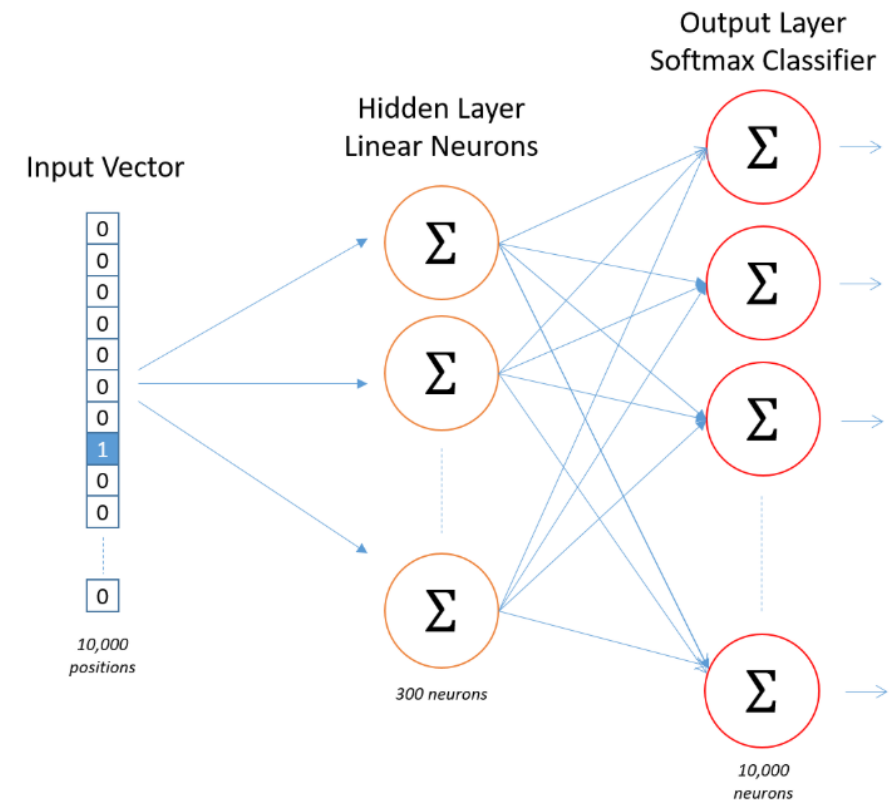 Output Layer
Softmax Classifier
Hidden Layer
Linear Neurons
Input Vector
0
0
0
0
0
0
0
1
0
0
0
10,000
positions
Σ
Σ
Σ
300 neurons
Σ
Σ
Σ
Σ
10,000
neurons